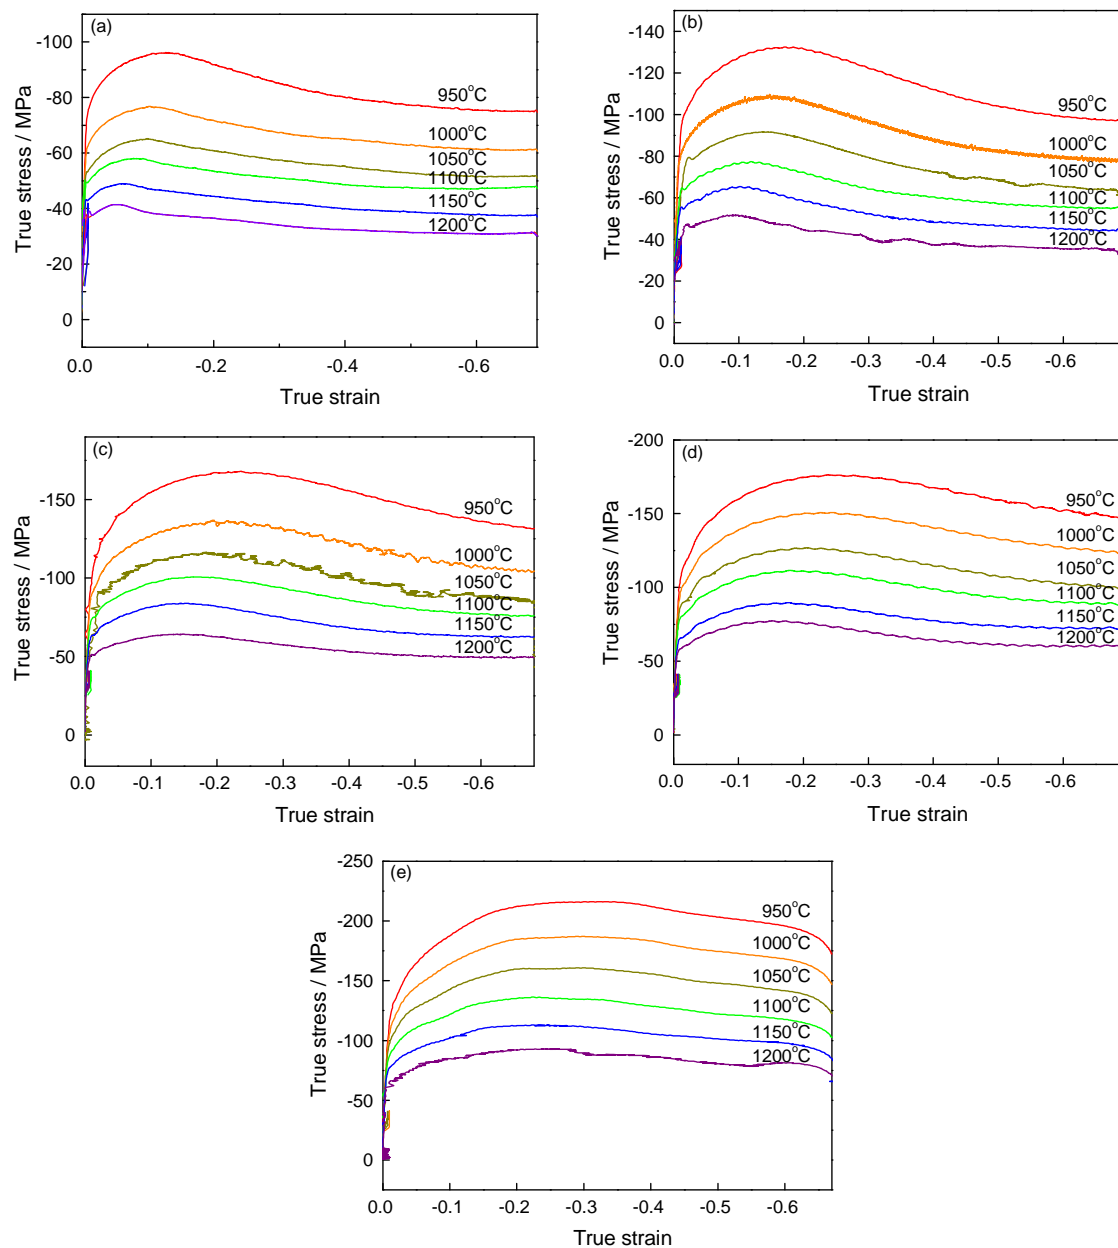 (a)
-100
-80
-60
-40
-20
0
True stress / MPa
950°C
1000°C
1050°C
1100°C
1150°C
1200°C
0.0 -0.2 -0.4 -0.6
True strain
(b)
-140
-120
-100
-80
-60
-40
-20
0
True stress / MPa
950°C
1000°C
1050°C
1100°C
1150°C
1200°C
0.0 -0.1 -0.2 -0.3 -0.4 -0.5 -0.6
True strain
(c)
-150
-100
-50
0
True stress / MPa
950°C
1000°C
1050°C
1100°C
1150°C
1200°C
0.0 -0.1 -0.2 -0.3 -0.4 -0.5 -0.6
True strain
(d)
-200
-150
-100
-50
0
True stress / MPa
950°C
1000°C
1050°C
1100°C
1150°C
1200°C
0.0 -0.1 -0.2 -0.3 -0.4 -0.5 -0.6
True strain
(e)
-250
-200
-150
-100
-50
0
True stress / MPa
950°C
1000°C
1050°C
1100°C
1150°C
1200°C
0.0 -0.1 -0.2 -0.3 -0.4 -0.5 -0.6
True strain